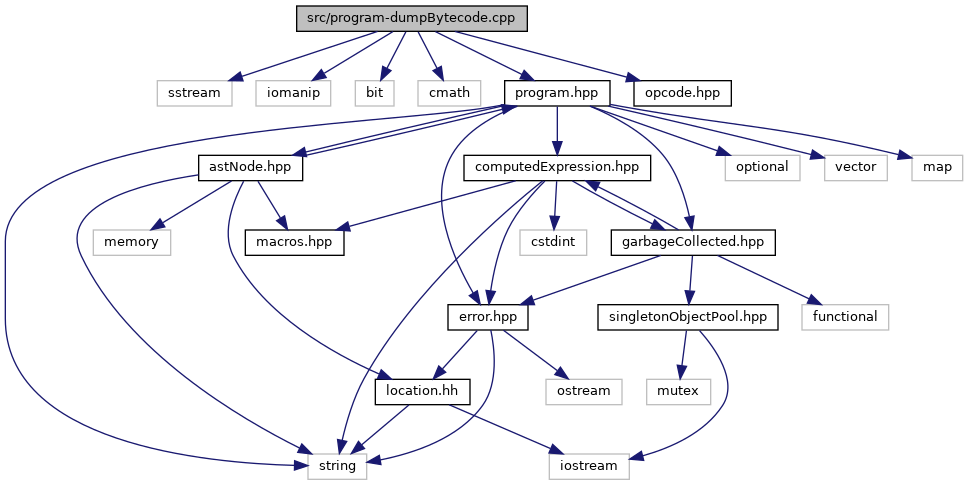 src/program-dumpBytecode.cpp
sstream
iomanip
bit
cmath
program.hpp
opcode.hpp
astNode.hpp
computedExpression.hpp
optional
vector
map
memory
macros.hpp
cstdint
garbageCollected.hpp
error.hpp
singletonObjectPool.hpp
functional
location.hh
ostream
mutex
string
iostream